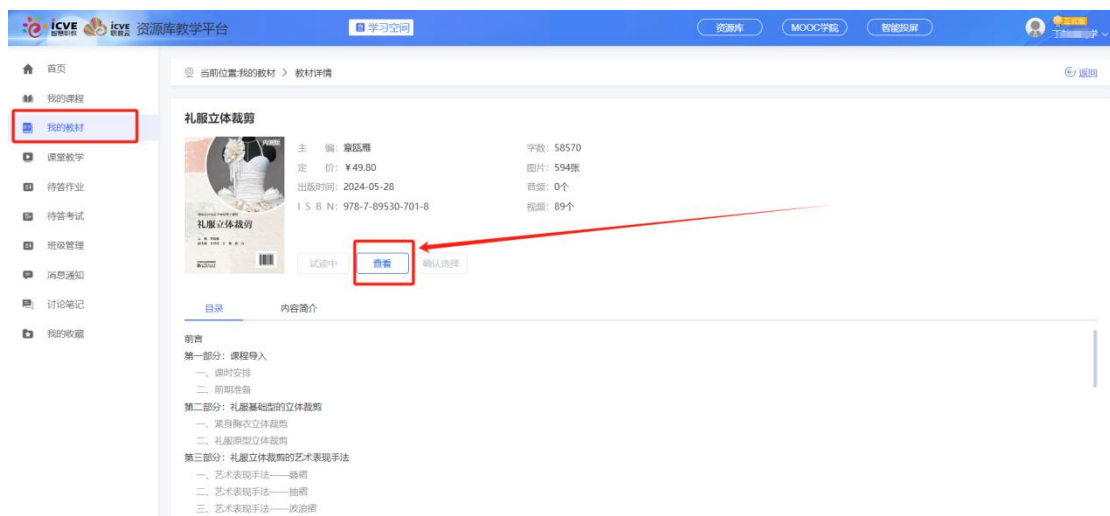 icve 智慧职教 icve 职教云 资源库教学平台
学习空间
资源库
MOOC学院
智能投屏
首页
我的课程
我的教材
课堂教学
待答作业
待答考试
班级管理
消息通知
讨论笔记
我的收藏
当前位置:我的教材 > 教材详情
返回
礼服立体裁剪
礼服立体裁剪
主 编: 章瓯雁
定 价: ¥49.80
出版时间: 2024-05-28
I S B N: 978-7-89530-701-8
字数: 58570
图片: 594张
音频: 0个
视频: 89个
试读中
查看
确认选择
目录
内容简介
前言
第一部分：课程导入
一、课时安排
二、前期准备
第二部分：礼服基础型的立体裁剪
一、紧身胸衣立体裁剪
二、礼服原型立体裁剪
第三部分：礼服立体裁剪的艺术表现手法
一、艺术表现手法——叠褶
二、艺术表现手法——抽褶
三、艺术表现手法——波浪褶